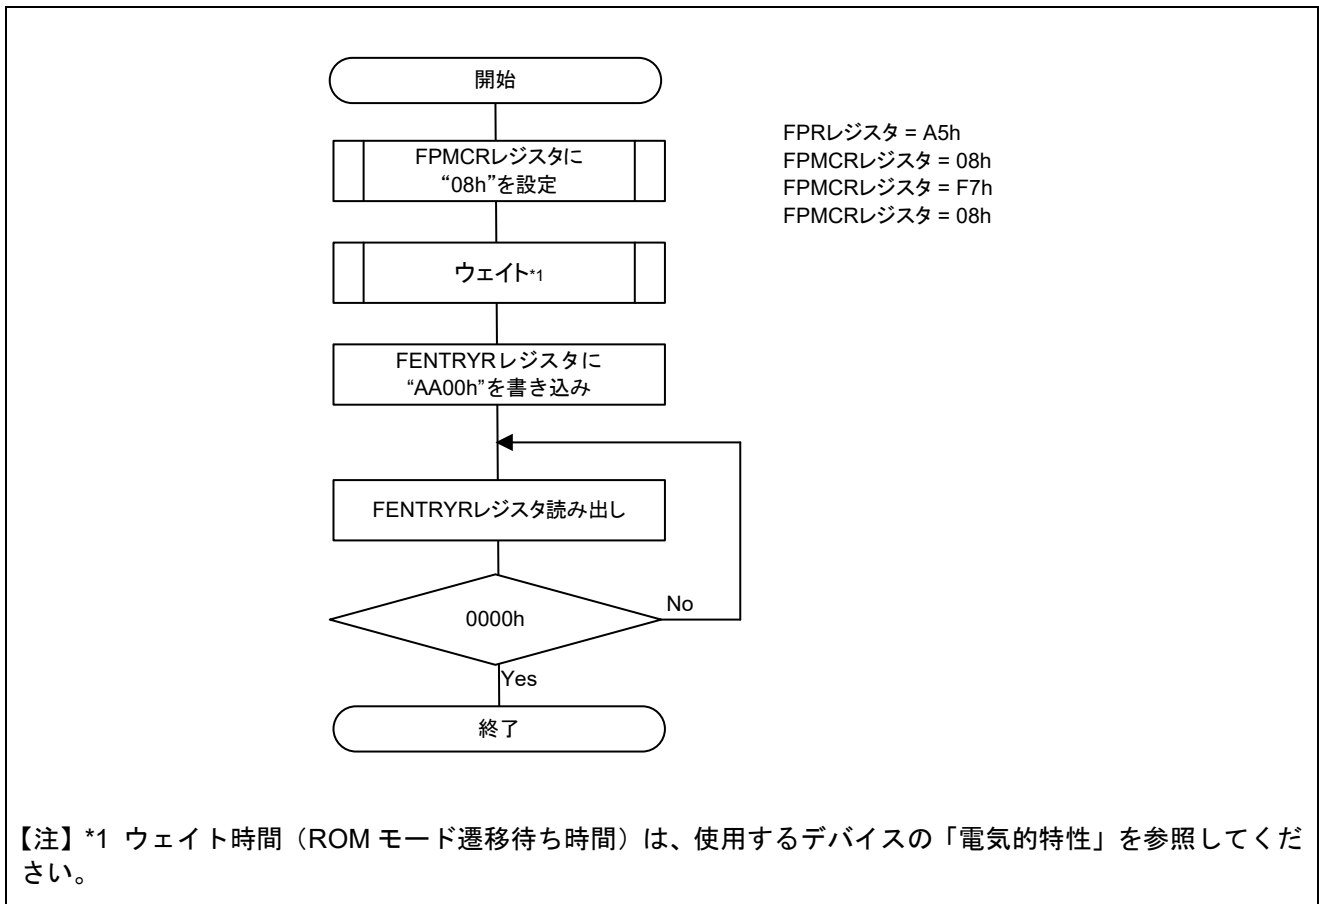 開始
FPMCRレジスタに
“08h”を設定
FPRレジスタ = A5h
FPMCRレジスタ = 08h
FPMCRレジスタ = F7h
FPMCRレジスタ = 08h
ウェイト*1
FENTRYRレジスタに
“AA00h”を書き込み
FENTRYRレジスタ読み出し
0000h
No
Yes
終了
【注】*1 ウェイト時間（ROM モード遷移待ち時間）は、使用するデバイスの「電気的特性」を参照してくだ
さい。